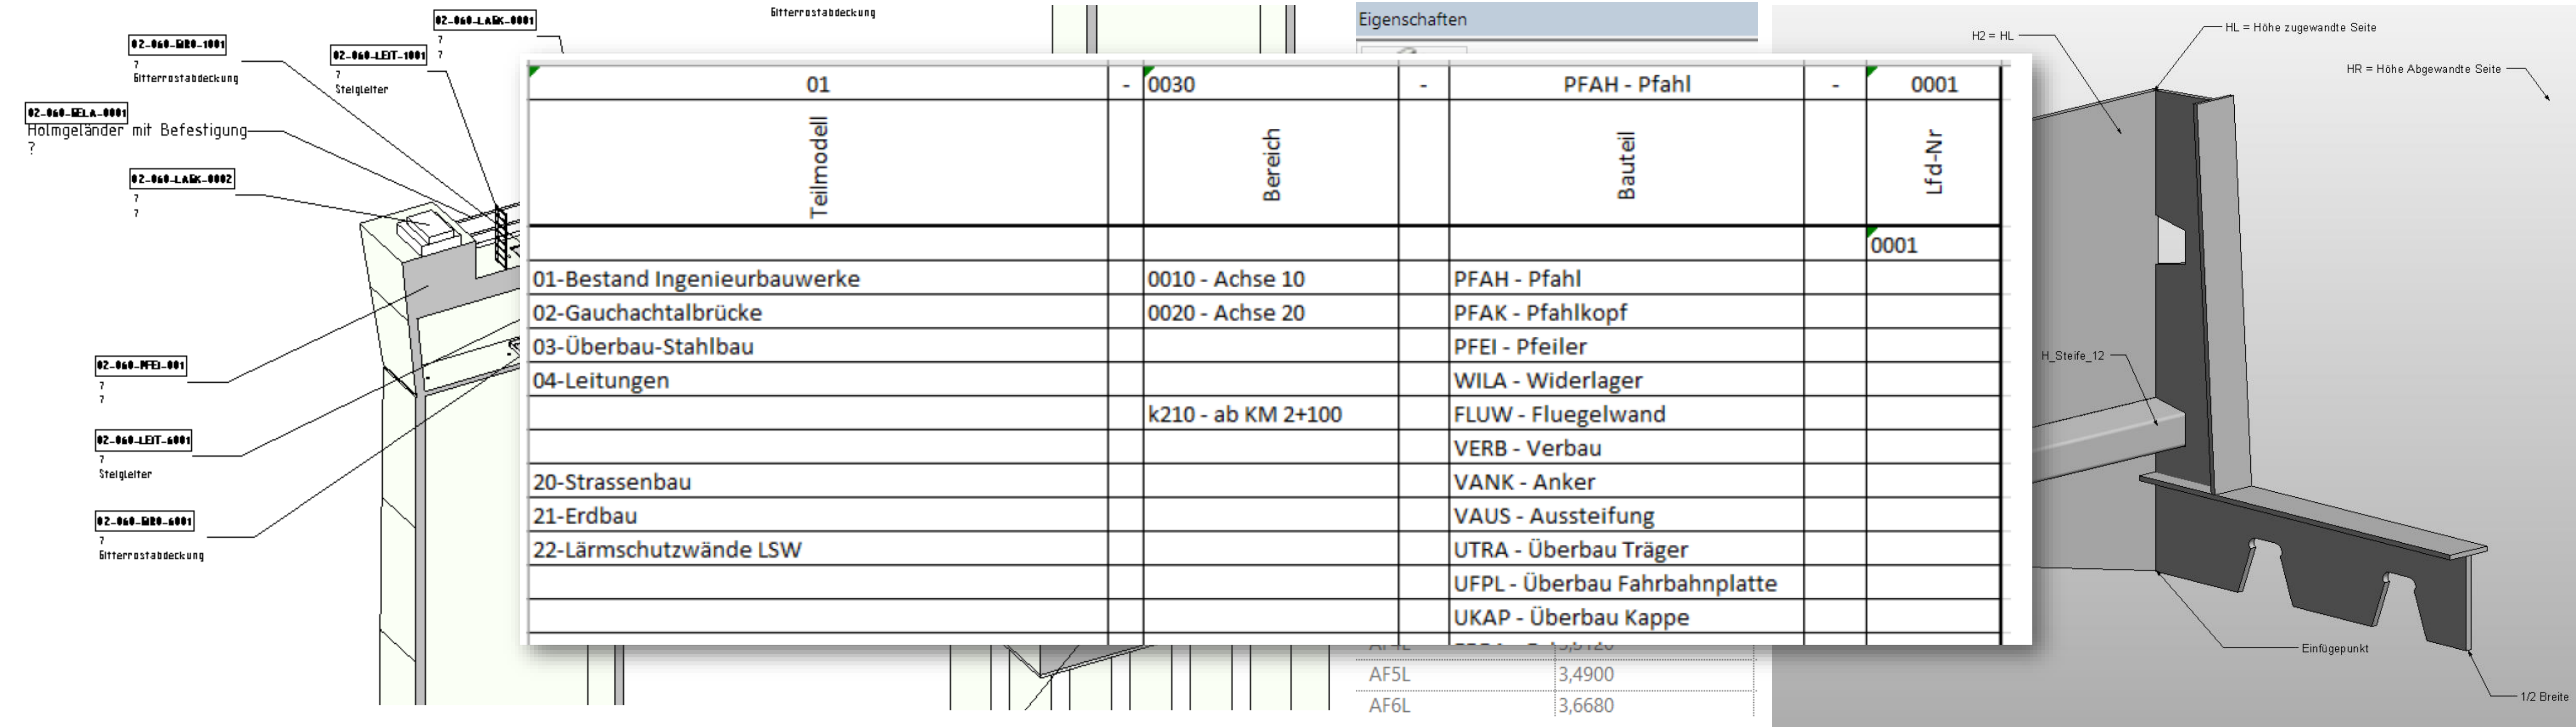 Gitterrostabdeckung
02-060-LAGK-0001
?
?
02-060-GIRO-1001
?
Gitterrostabdeckung
02-060-LEIT-1001
?
Steigleiter
02-060-GELA-0001
Holmgeländer mit Befestigung
?
02-060-LAGK-0002
?
?
02-060-PFEI-001
?
?
02-060-LEIT-6001
?
Steigleiter
02-060-GIRO-6001
?
Gitterrostabdeckung
Eigenschaften
01 - 0030 - PFAH - Pfahl - 0001
Teilmodell Bereich Bauteil Lfd-Nr
0001
01-Bestand Ingenieurbauwerke 0010 - Achse 10 PFAH - Pfahl
02-Gauchachtalbrücke 0020 - Achse 20 PFAK - Pfahlkopf
03-Überbau-Stahlbau PFEI - Pfeiler
04-Leitungen WILA - Widerlager
k210 - ab KM 2+100 FLUW - Fluegelwand
VERB - Verbau
20-Strassenbau VANK - Anker
21-Erdbau VAUS - Aussteifung
22-Lärmschutzwände LSW UTRA - Überbau Träger
UFPL - Überbau Fahrbahnplatte
UKAP - Überbau Kappe
AF5L 3,4900
AF6L 3,6680
H2 = HL
HL = Höhe zugewandte Seite
HR = Höhe Abgewandte Seite
H_Steife_12
Einfügepunkt
1/2 Breite